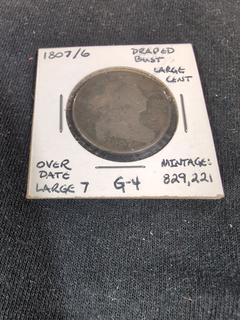 1807/6
DRAPED
BUST
LARGE
CENT
OVER
DATE
LARGE 7
G-4
MINTAGE:
829,221